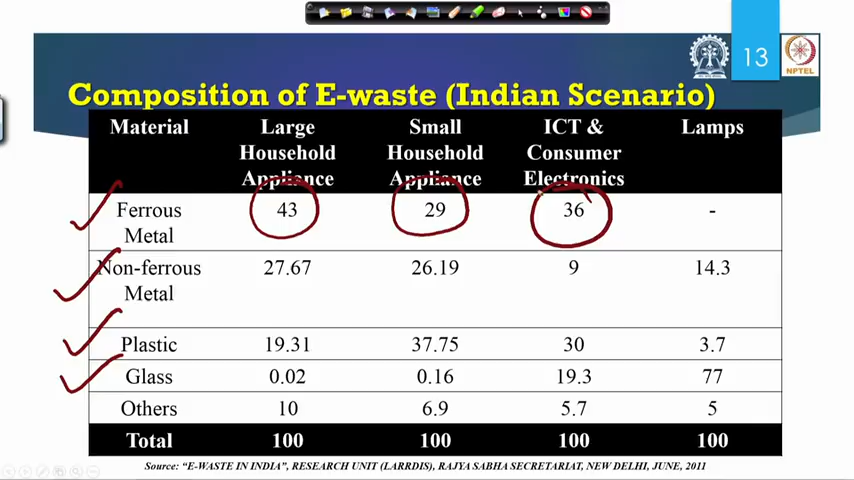 13
NPTEL
Composition of E-waste (Indian Scenario)
Material Large Household Appliance Small Household Appliance ICT & Consumer Electronics Lamps
Ferrous Metal 43 29 36 -
Non-ferrous Metal 27.67 26.19 9 14.3
Plastic 19.31 37.75 30 3.7
Glass 0.02 0.16 19.3 77
Others 10 6.9 5.7 5
Total 100 100 100 100
Source: “E-WASTE IN INDIA”, RESEARCH UNIT (LARRDIS), RAJYA SABHA SECRETARIAT, NEW DELHI, JUNE, 2011